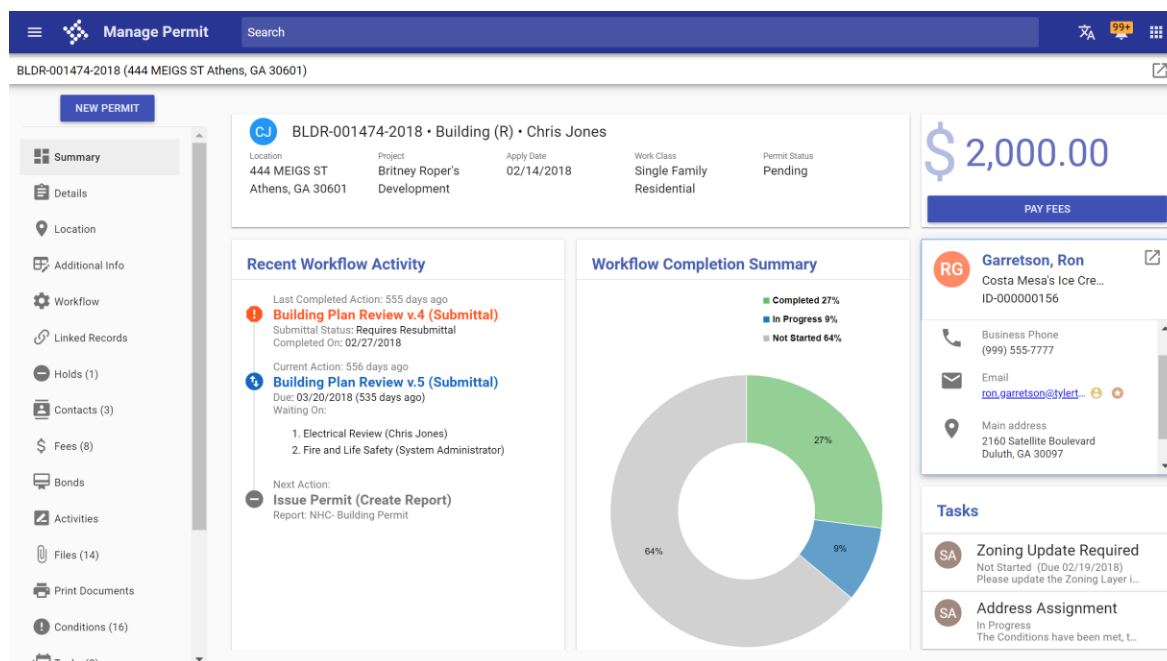 Manage Permit
Search
99+
BLDR-001474-2018 (444 MEIGS ST Athens, GA 30601)
NEW PERMIT
Summary
Details
Location
Additional Info
Workflow
Linked Records
Holds (1)
Contacts (3)
Fees (8)
Bonds
Activities
Files (14)
Print Documents
Conditions (16)
CJ
BLDR-001474-2018 • Building (R) • Chris Jones
Location
444 MEIGS ST
Athens, GA 30601
Project
Britney Roper's
Development
Apply Date
02/14/2018
Work Class
Single Family
Residential
Permit Status
Pending
$ 2,000.00
PAY FEES
Recent Workflow Activity
Last Completed Action: 555 days ago
Building Plan Review v.4 (Submittal)
Submittal Status: Requires Resubmittal
Completed On: 02/27/2018
Current Action: 556 days ago
Building Plan Review v.5 (Submittal)
Due: 03/20/2018 (535 days ago)
Waiting On:
1. Electrical Review (Chris Jones)
2. Fire and Life Safety (System Administrator)
Next Action:
Issue Permit (Create Report)
Report: NHC- Building Permit
Workflow Completion Summary
Completed 27%
In Progress 9%
Not Started 64%
27%
9%
64%
RG
Garretson, Ron
Costa Mesa's Ice Cre...
ID-000000156
Business Phone
(999) 555-7777
Email
ron.garretson@tylert...
Main address
2160 Satellite Boulevard
Duluth, GA 30097
Tasks
SA
Zoning Update Required
Not Started (Due 02/19/2018)
Please update the Zoning Layer i...
SA
Address Assignment
In Progress
The Conditions have been met, t...